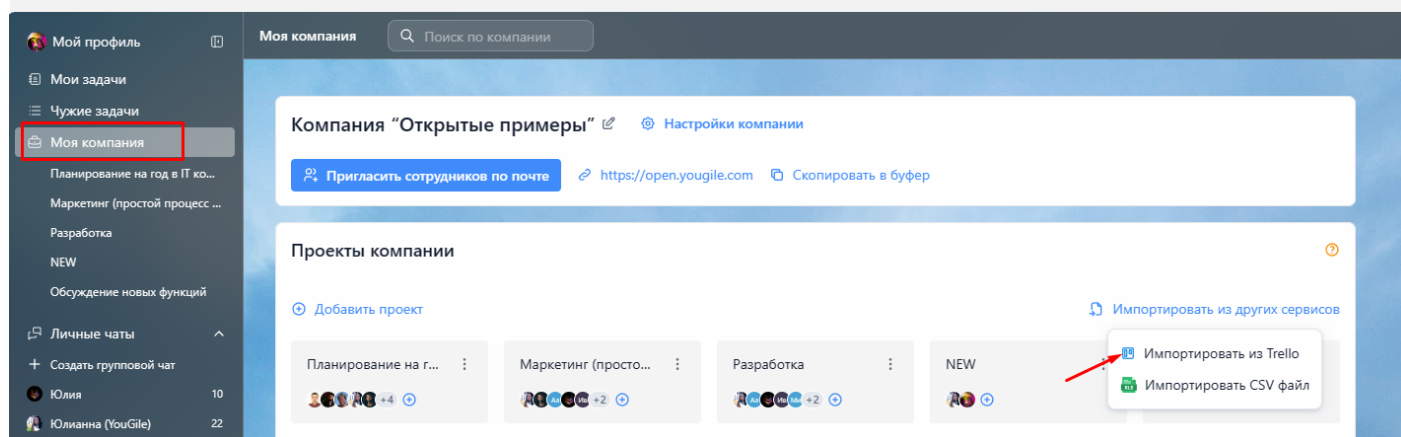 Мой профиль
Моя компания
Поиск по компании
Мои задачи
Чужие задачи
Моя компания
Планирование на год в IT ко...
Маркетинг (простой процесс ...
Разработка
NEW
Обсуждение новых функций
Личные чаты
Создать групповой чат
Юлия 10
Юлианна (YouGile) 22
Компания “Открытые примеры”
Настройки компании
Пригласить сотрудников по почте
https://open.yougile.com
Скопировать в буфер
Проекты компании
Добавить проект
Импортировать из других сервисов
Импортировать из Trello
Импортировать CSV файл
Планирование на г...
+4
Маркетинг (просто...
+2
Разработка
+2
NEW